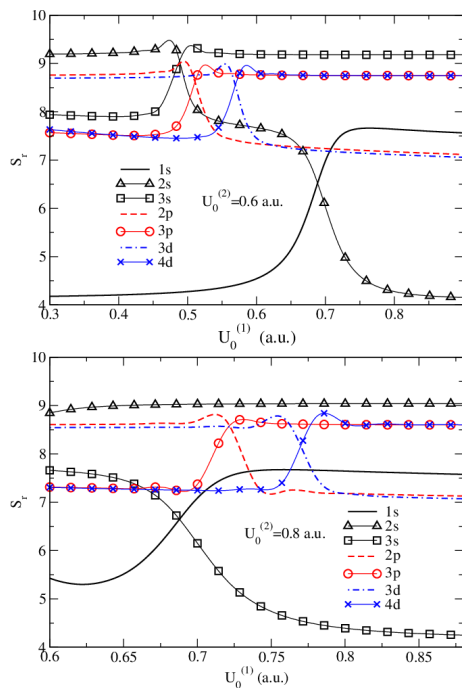 10
9
8
7
6
5
4
S_r
1s
2s
3s
2p
3p
3d
4d
U_0^(2)=0.6 a.u.
0.3 0.4 0.5 0.6 0.7 0.8
U_0^(1) (a.u.)
10
9
8
7
6
5
4
S_r
1s
2s
3s
2p
3p
3d
4d
U_0^(2)=0.8 a.u.
0.6 0.65 0.7 0.75 0.8 0.85
U_0^(1) (a.u.)